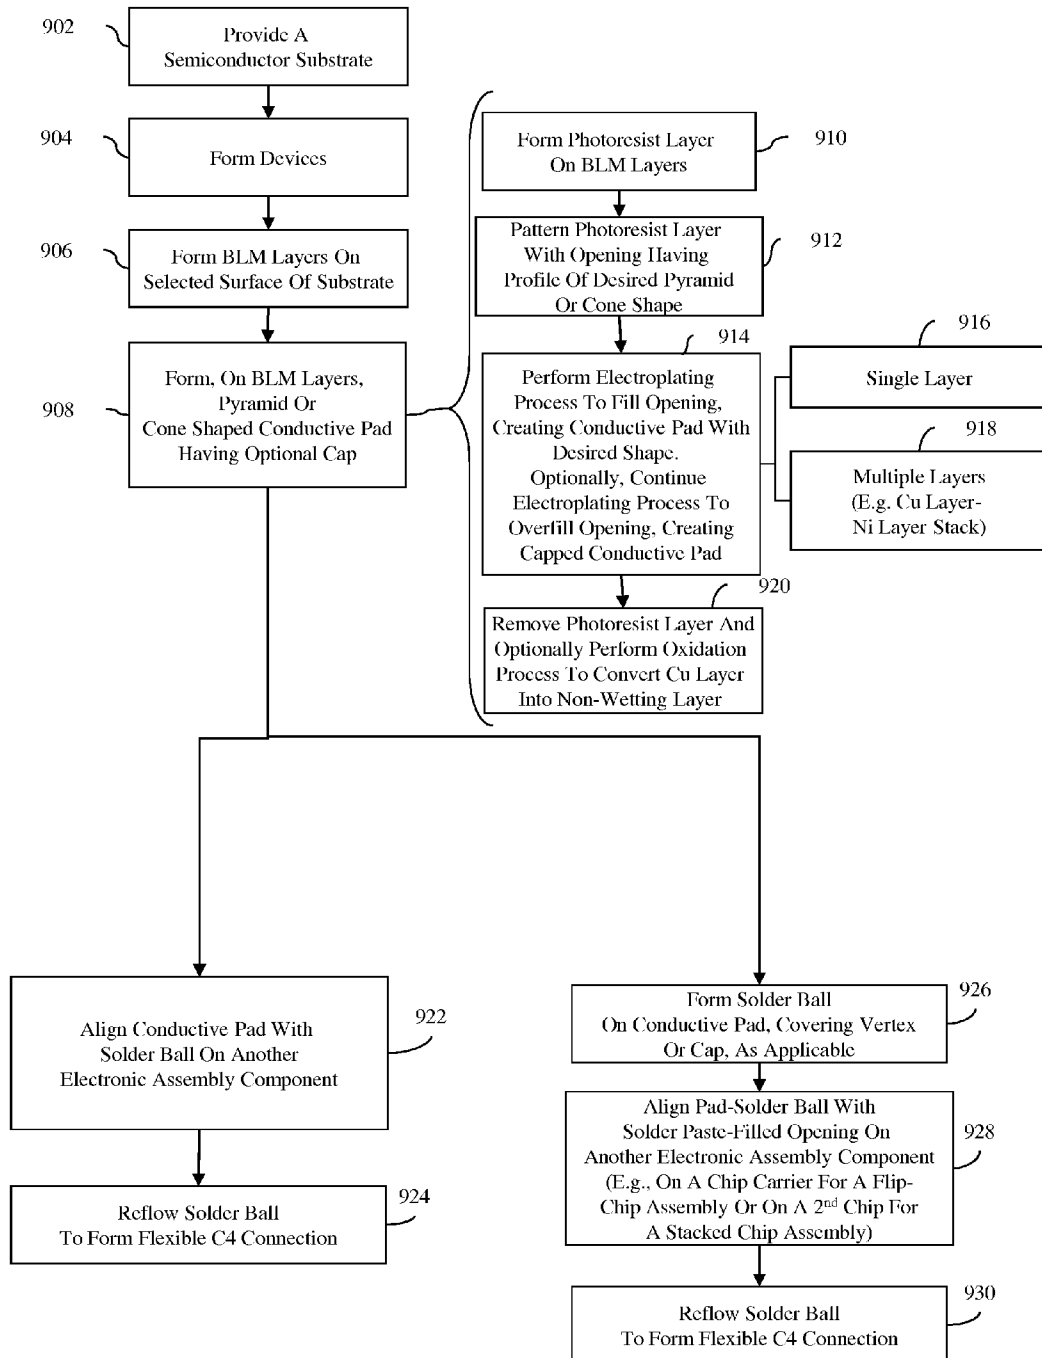 902
Provide A
Semiconductor Substrate
904
Form Devices
906
Form BLM Layers On
Selected Surface Of Substrate
908
Form, On BLM Layers,
Pyramid Or
Cone Shaped Conductive Pad
Having Optional Cap
910
Form Photoresist Layer
On BLM Layers
912
Pattern Photoresist Layer
With Opening Having
Profile Of Desired Pyramid
Or Cone Shape
914
Perform Electroplating
Process To Fill Opening,
Creating Conductive Pad With
Desired Shape.
Optionally, Continue
Electroplating Process To
Overfill Opening, Creating
Capped Conductive Pad
916
Single Layer
918
Multiple Layers
(E.g. Cu Layer-
Ni Layer Stack)
920
Remove Photoresist Layer And
Optionally Perform Oxidation
Process To Convert Cu Layer
Into Non-Wetting Layer
922
Align Conductive Pad With
Solder Ball On Another
Electronic Assembly Component
924
Reflow Solder Ball
To Form Flexible C4 Connection
926
Form Solder Ball
On Conductive Pad, Covering Vertex
Or Cap, As Applicable
928
Align Pad-Solder Ball With
Solder Paste-Filled Opening On
Another Electronic Assembly Component
(E.g., On A Chip Carrier For A Flip-
Chip Assembly Or On A 2nd Chip For
A Stacked Chip Assembly)
930
Reflow Solder Ball
To Form Flexible C4 Connection